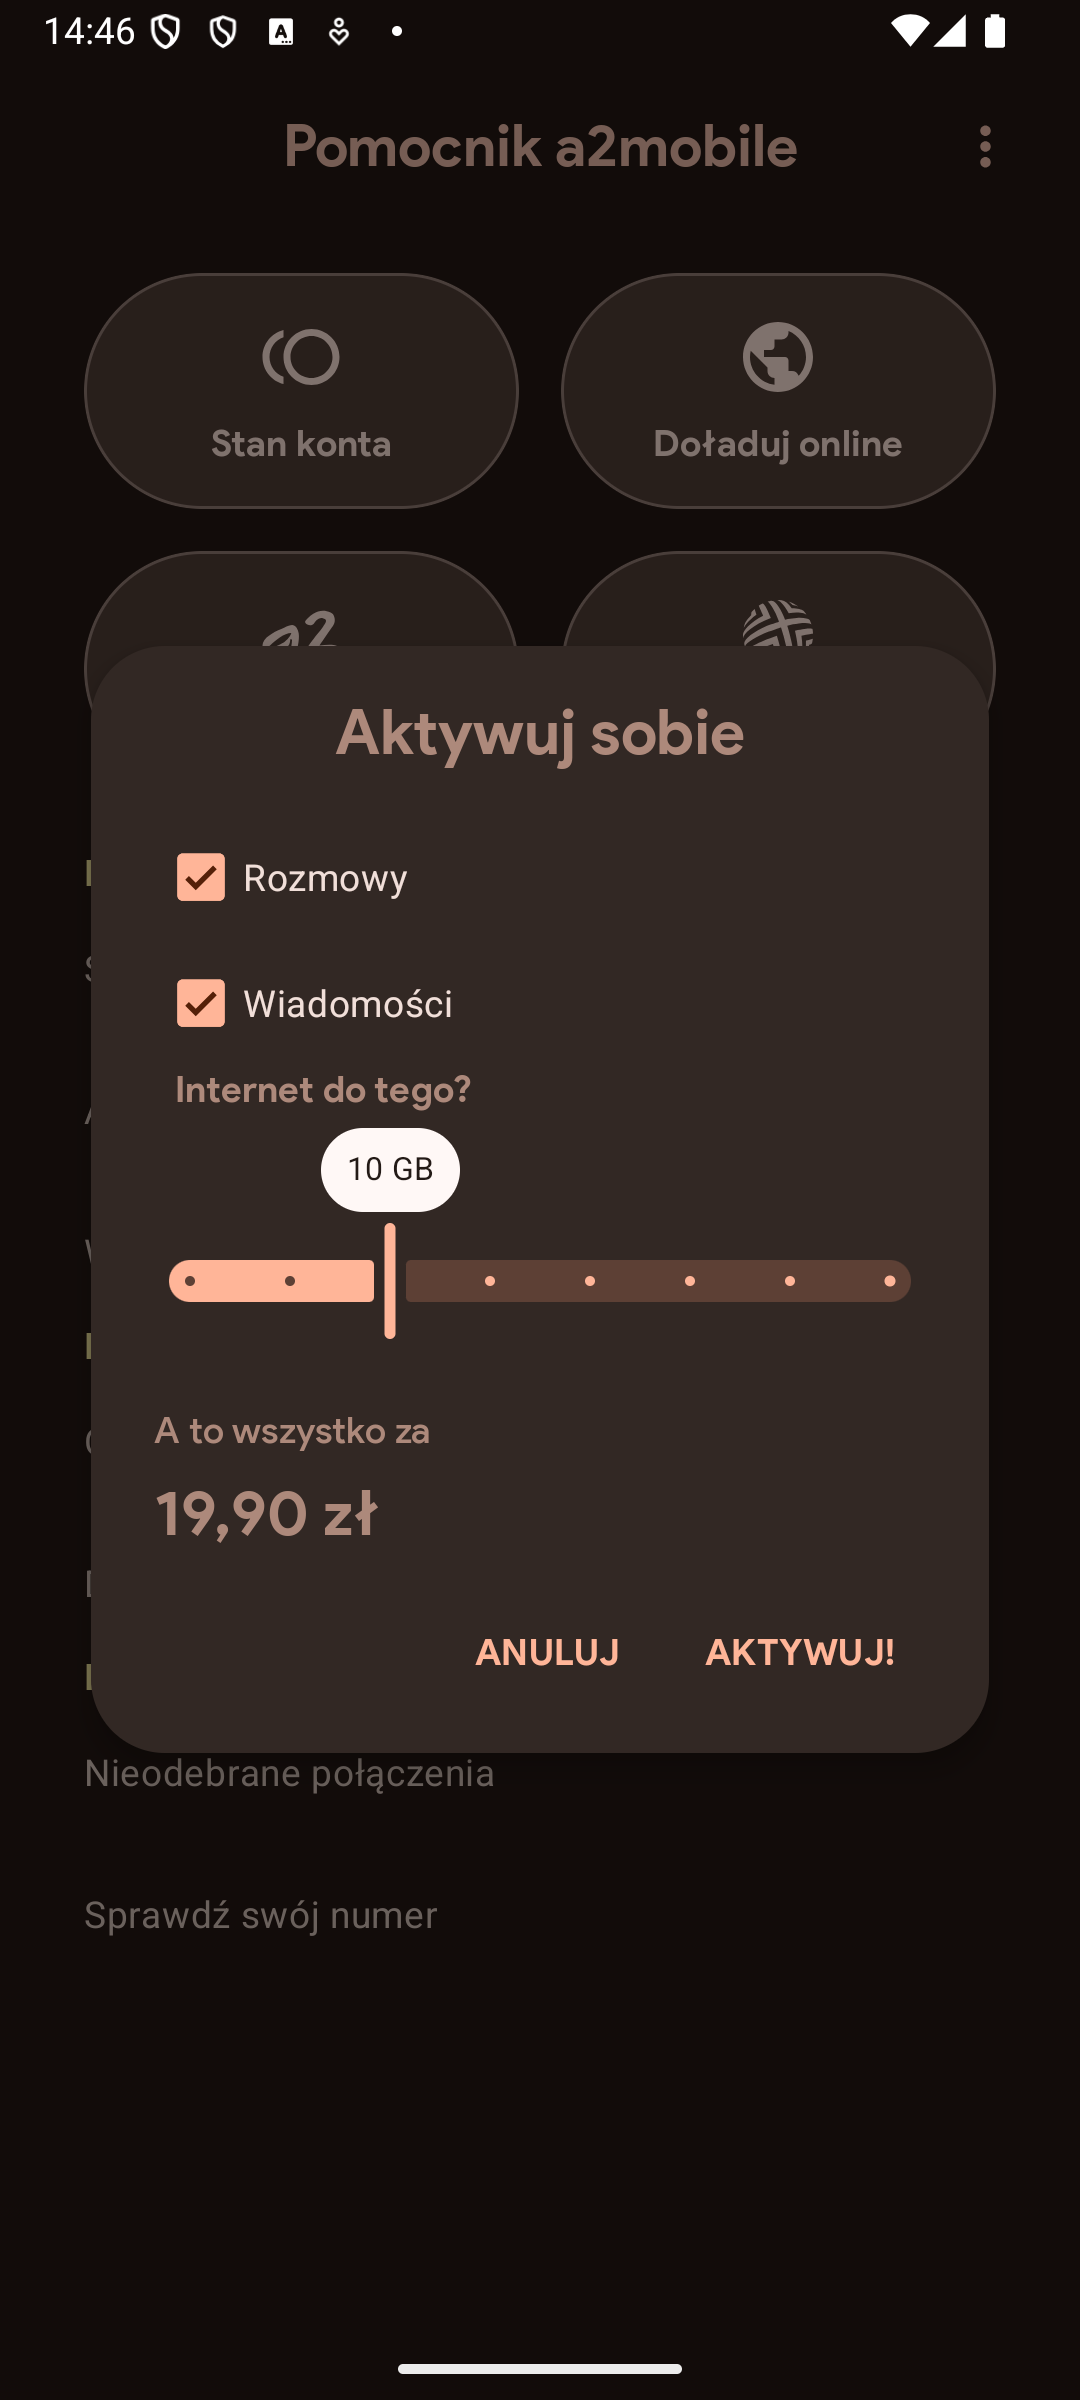 14:46
Pomocnik a2mobile
Stan konta
Doładuj online
Aktywuj sobie
Rozmowy
Wiadomości
Internet do tego?
10 GB
A to wszystko za
19,90 zł
ANULUJ
AKTYWUJ!
Nieodebrane połączenia
Sprawdź swój numer